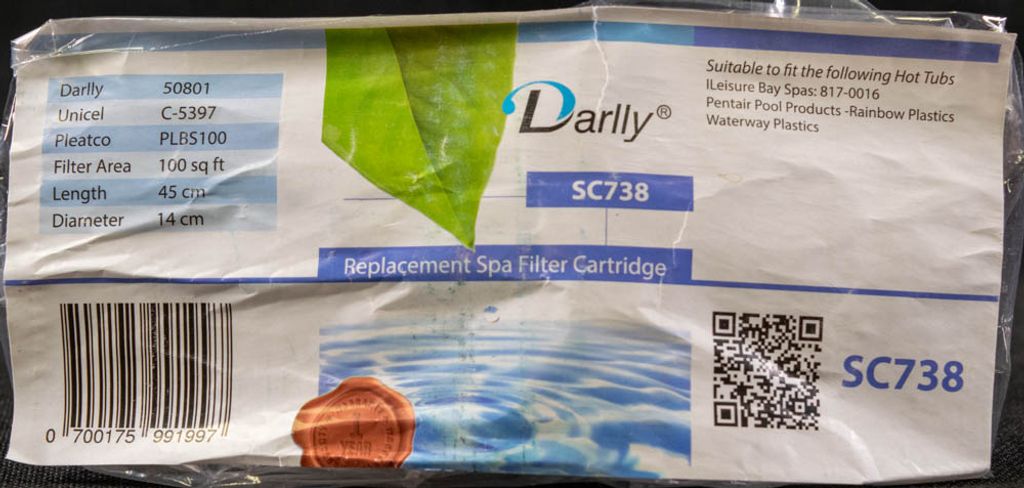 Darlly 50801
Unicel C-5397
Pleatco PLBS100
Filter Area 100 sq ft
Length 45 cm
Diameter 14 cm
Darlly®
SC738
Replacement Spa Filter Cartridge
Suitable to fit the following Hot Tubs
ILeisure Bay Spas: 817-0016
Pentair Pool Products -Rainbow Plastics
Waterway Plastics
0 700175 991997
1
SC738